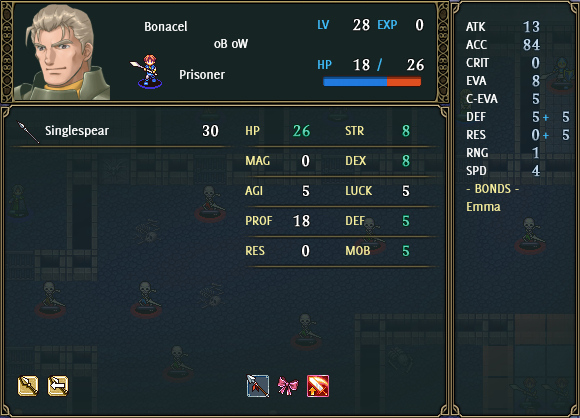 Bonacel
oB oW
Prisoner
LV 28 EXP 0
HP 18 / 26
Singlespear 30
HP 26 STR 8
MAG 0 DEX 8
AGI 5 LUCK 5
PROF 18 DEF 5
RES 0 MOB 5
ATK 13
ACC 84
CRIT 0
EVA 8
C-EVA 5
DEF 5 + 5
RES 0 + 5
RNG 1
SPD 4
- BONDS -
Emma